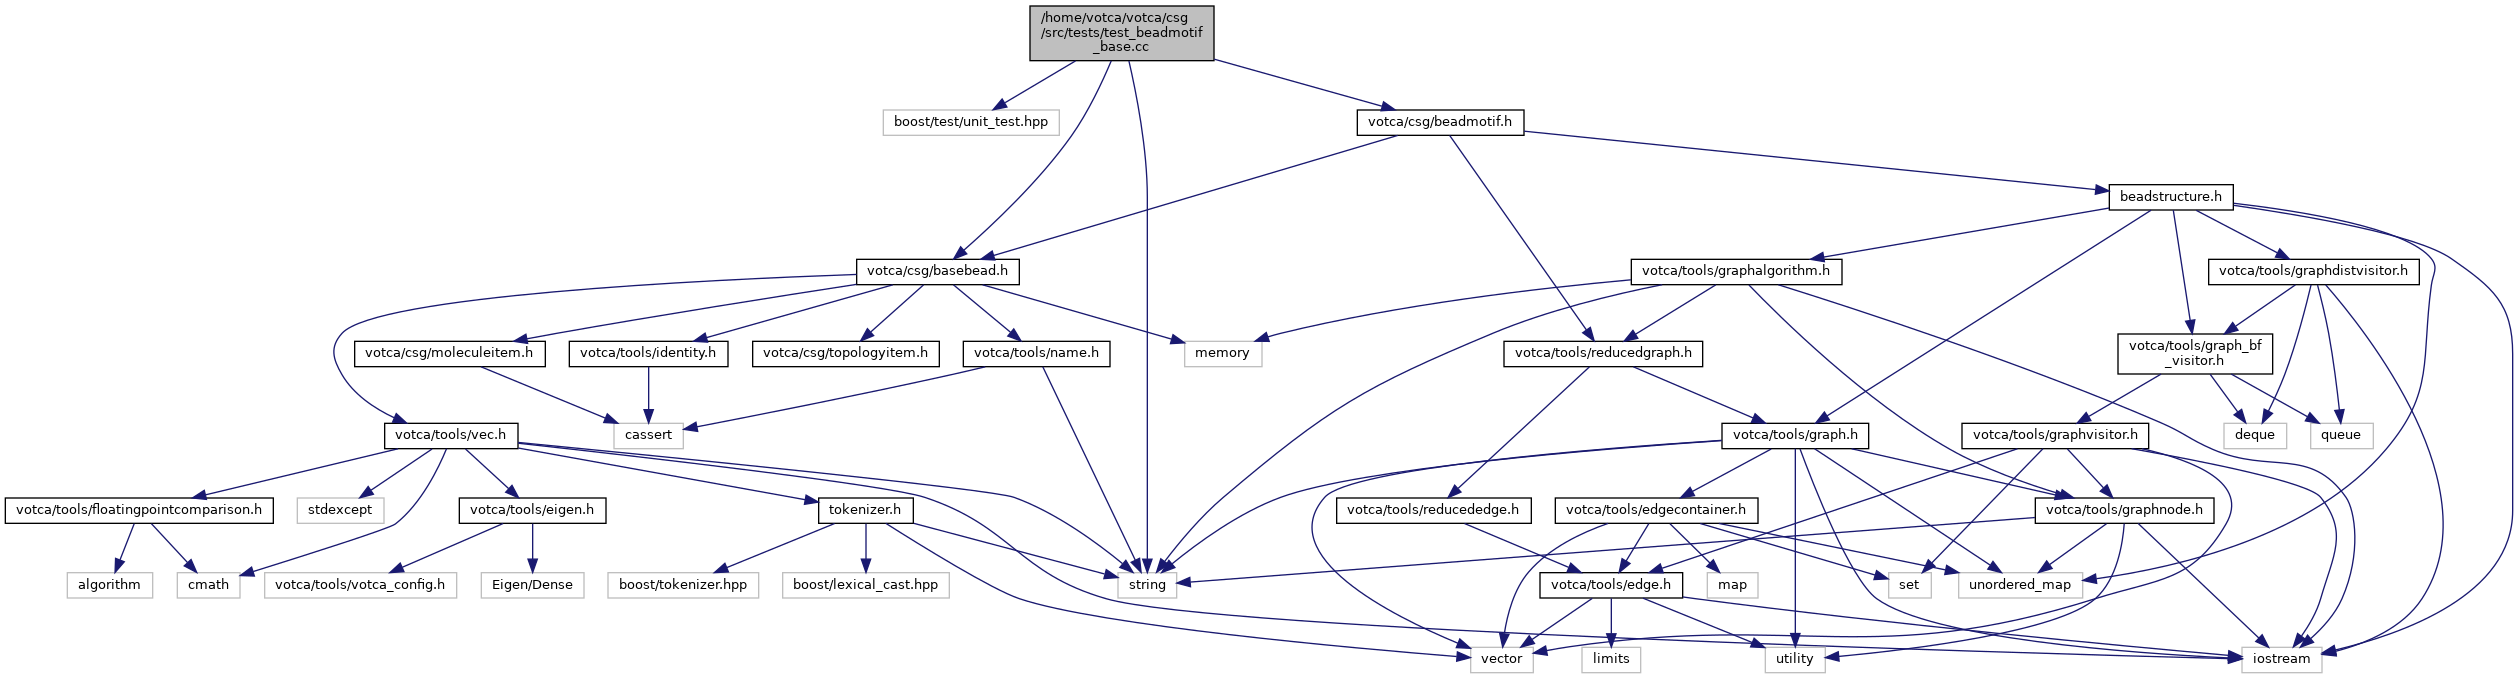 /home/votca/votca/csg
/src/tests/test_beadmotif
_base.cc
boost/test/unit_test.hpp
votca/csg/beadmotif.h
beadstructure.h
votca/csg/basebead.h
votca/tools/graphalgorithm.h
votca/tools/graphdistvisitor.h
votca/csg/moleculeitem.h
votca/tools/identity.h
votca/csg/topologyitem.h
votca/tools/name.h
memory
votca/tools/reducedgraph.h
votca/tools/graph_bf
_visitor.h
votca/tools/vec.h
cassert
votca/tools/graph.h
votca/tools/graphvisitor.h
deque
queue
votca/tools/floatingpointcomparison.h
stdexcept
votca/tools/eigen.h
tokenizer.h
votca/tools/reducededge.h
votca/tools/edgecontainer.h
votca/tools/graphnode.h
algorithm
cmath
votca/tools/votca_config.h
Eigen/Dense
boost/tokenizer.hpp
boost/lexical_cast.hpp
string
votca/tools/edge.h
map
set
unordered_map
vector
limits
utility
iostream